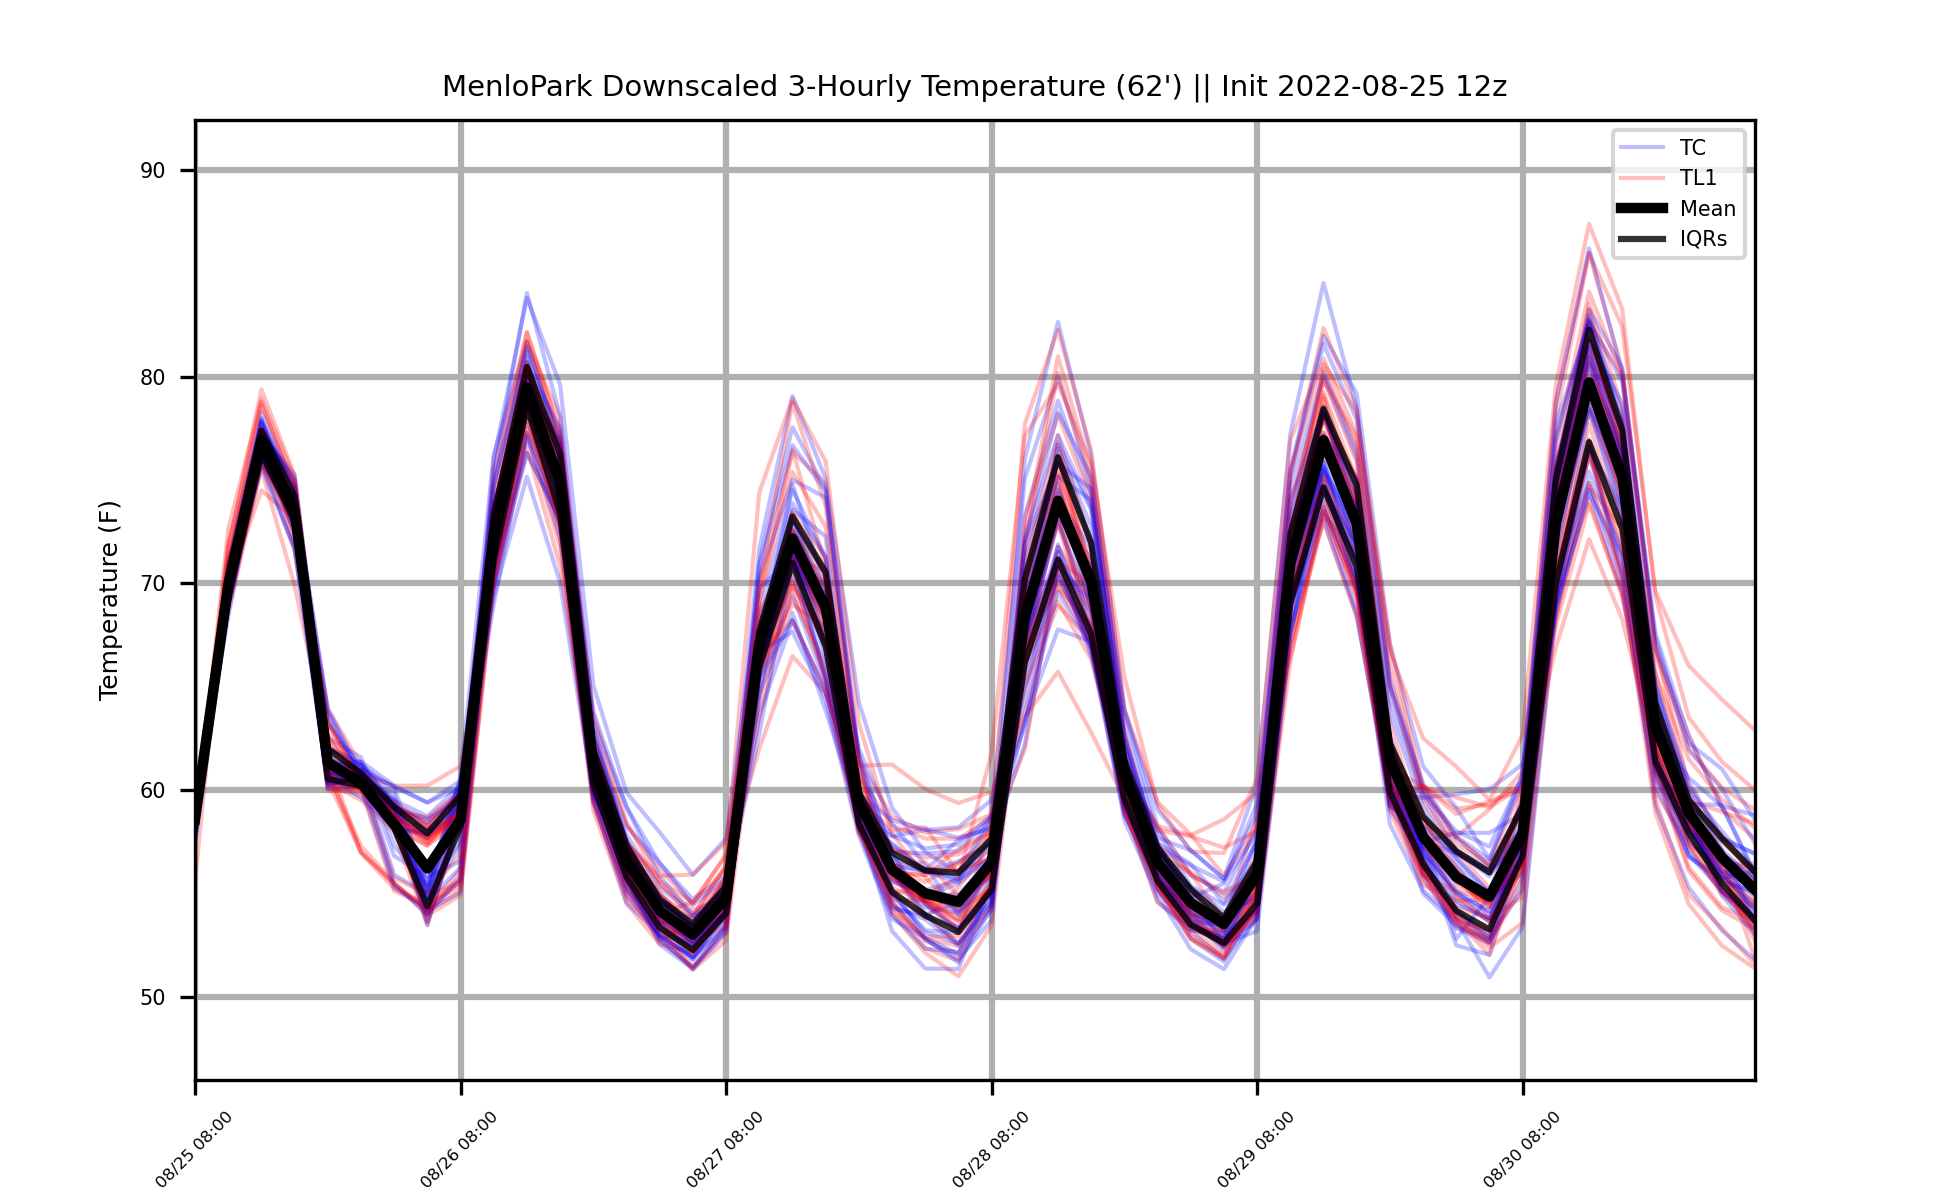 MenloPark Downscaled 3-Hourly Temperature (62') || Init 2022-08-25 12z
TC
TL1
Mean
IQRs
Temperature (F)
90
80
70
60
50
08/25 08:00
08/26 08:00
08/27 08:00
08/28 08:00
08/29 08:00
08/30 08:00